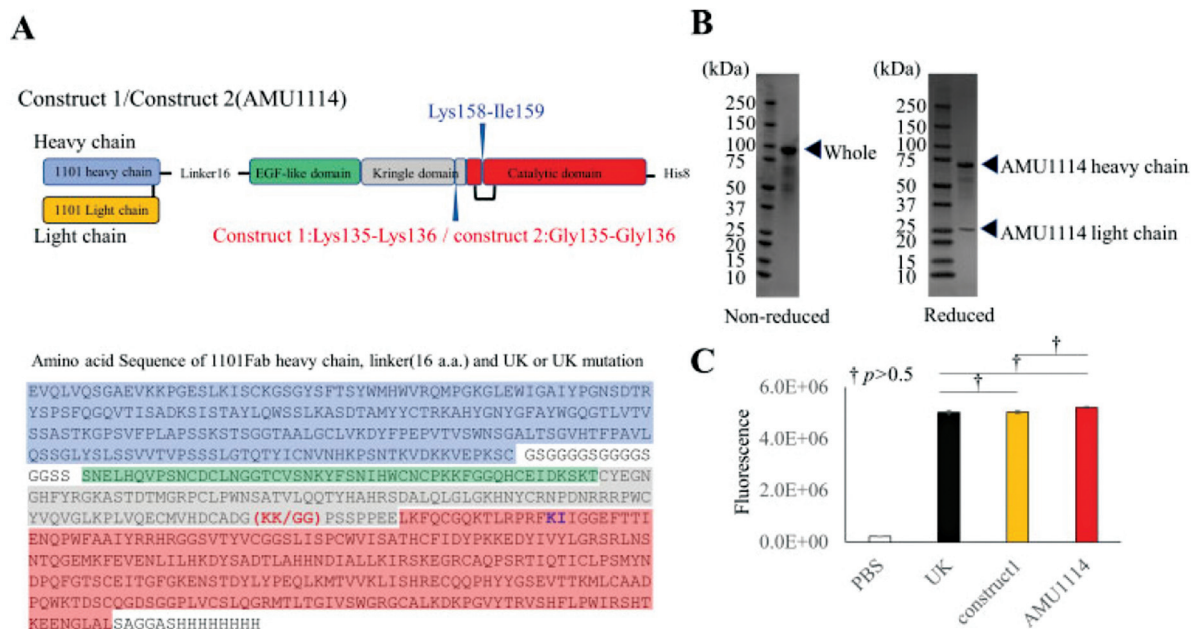 A
Construct 1/Construct 2(AMU1114)
Lys158-Ile159
Heavy chain
1101 heavy chain
Linker16
EGF-like domain
Kringle domain
Catalytic domain
His8
1101 Light chain
Light chain
Construct 1:Lys135-Lys136 / construct 2:Gly135-Gly136
Amino acid Sequence of 1101Fab heavy chain, linker(16 a.a.) and UK or UK mutation
EVQLVQSGAEVKKPGESLKISCKGSGYSFTSYWMHWVRQMPGKGLEWIGAIYPGNSDTR
YSPSFQGQVTISADKSISTAYLQWSSLKASDTAMYYCTRKAHYGNYGFAYWGQGTLVTV
SSASTKGPSVFPLAPSSKSTSGGTAALGCLVKDYFPEPVTVSWNSGALTSGVHTFPAVL
QSSGLYSLSSVVTVPSSSLGTQTYICNVNHKPSNTKVDKKVEPKSC GSGGGGSGGGGS
GGSS SNELHQVPSNCDCLNGGTCVSNKYFSNIHWCNCPKKFGGQHCEIDKSKTCYEGN
GHFYRGKASTDTMGRPCLPWNSATVLQQTYHAHRSDALQLGLGKHNYCRNPDNRRRPWC
YVQVGLKPLVQECMVHDCADG(KK/GG)PSSPPEELKFQCGQKTLRPRFKIIGGEFTTI
ENQPWFAAIYRRHRGGSVTYVCGGSLISPCWVISATHCFIDYPKKEDYIVYLGRSRLNS
NTQGEMKFEVENLILHKDYSADTLAHHNDIALLKIRSKEGRCAQPSRTIQTICLPSMYN
DPQFGTSCEITGFGKENSTDYLYPEQLKMTVVKLISHRECQQPHYYGSEVTTKMLCAAD
PQWKTDSCQGDSGGPLVCSLQGRMTLTGIVSWGRGCALKDKPGVYTRVSHFLPWIRSHT
KEENGLALSAGGASHHHHHHHH
B
(kDa)
250
150
100
75
50
37
25
20
15
10
Whole
Non-reduced
(kDa)
250
150
100
75
50
37
25
20
15
10
AMU1114 heavy chain
AMU1114 light chain
Reduced
C
† p>0.5
†
†
†
Fluorescence
6.0E+06
4.0E+06
2.0E+06
0.0E+00
PBS
UK
construct1
AMU1114